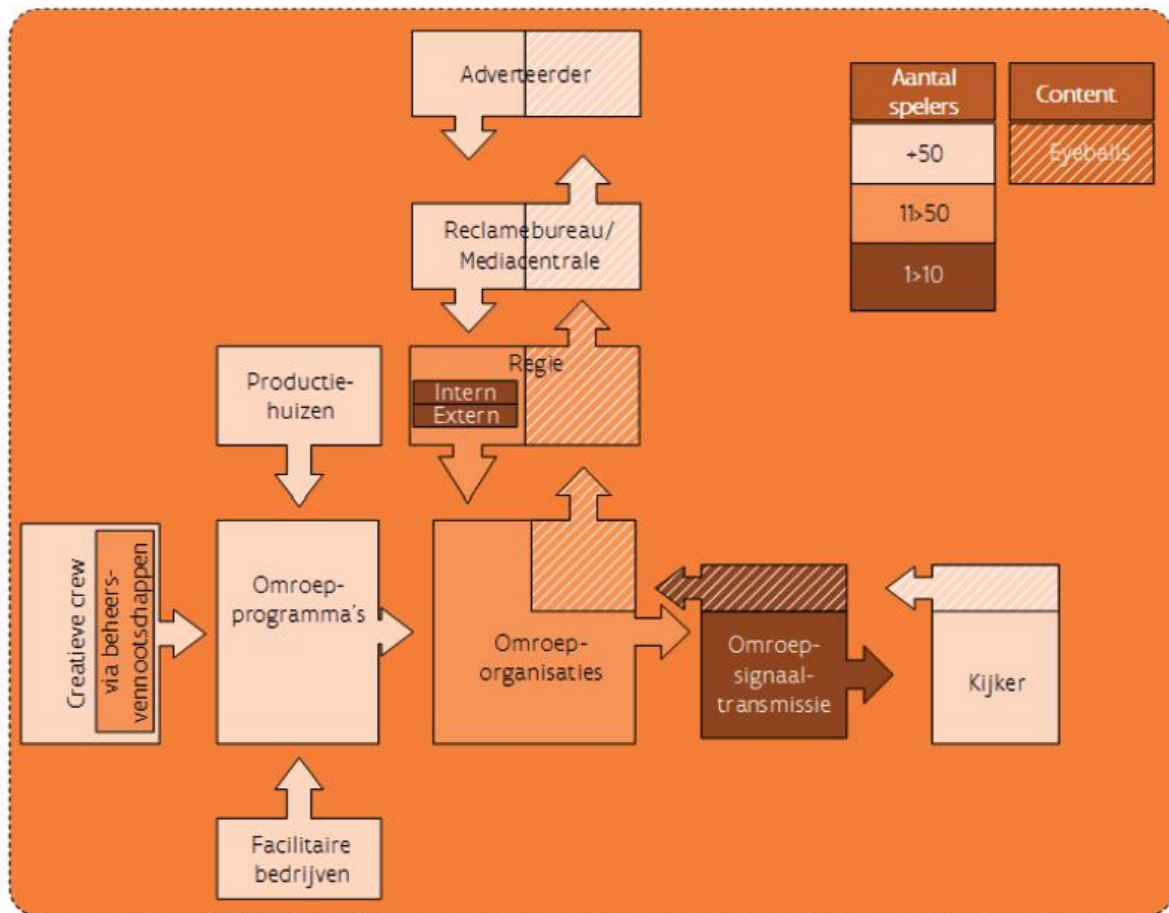 Adverteerder
Aantal
spelers
Content
+50
Eyeballs
11>50
1>10
Reclamebureau/
Mediacentrale
Regie
Intern
Extern
Productie-
huizen
Creatieve crew
via beheers-
vennootschappen
Omroep-
programma's
Omroep-
organisaties
Omroep-
signaal-
transmissie
Kijker
Facilitaire
bedrijven